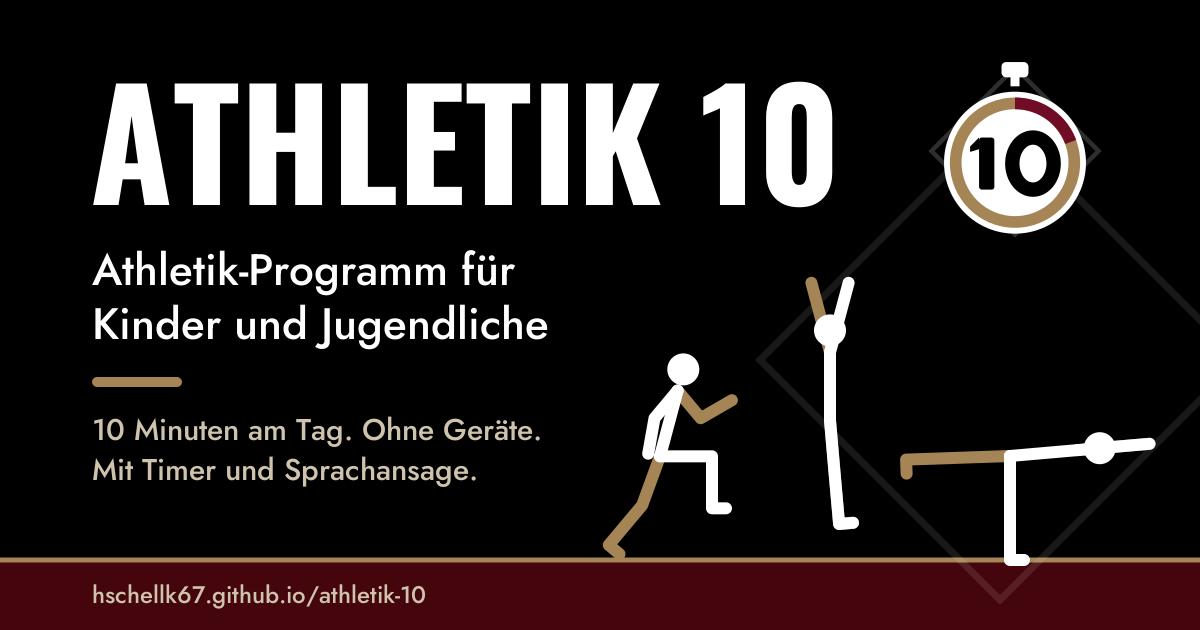 ATHLETIK 10
10
Athletik-Programm für
Kinder und Jugendliche
10 Minuten am Tag. Ohne Geräte.
Mit Timer und Sprachansage.
hschellk67.github.io/athletik-10